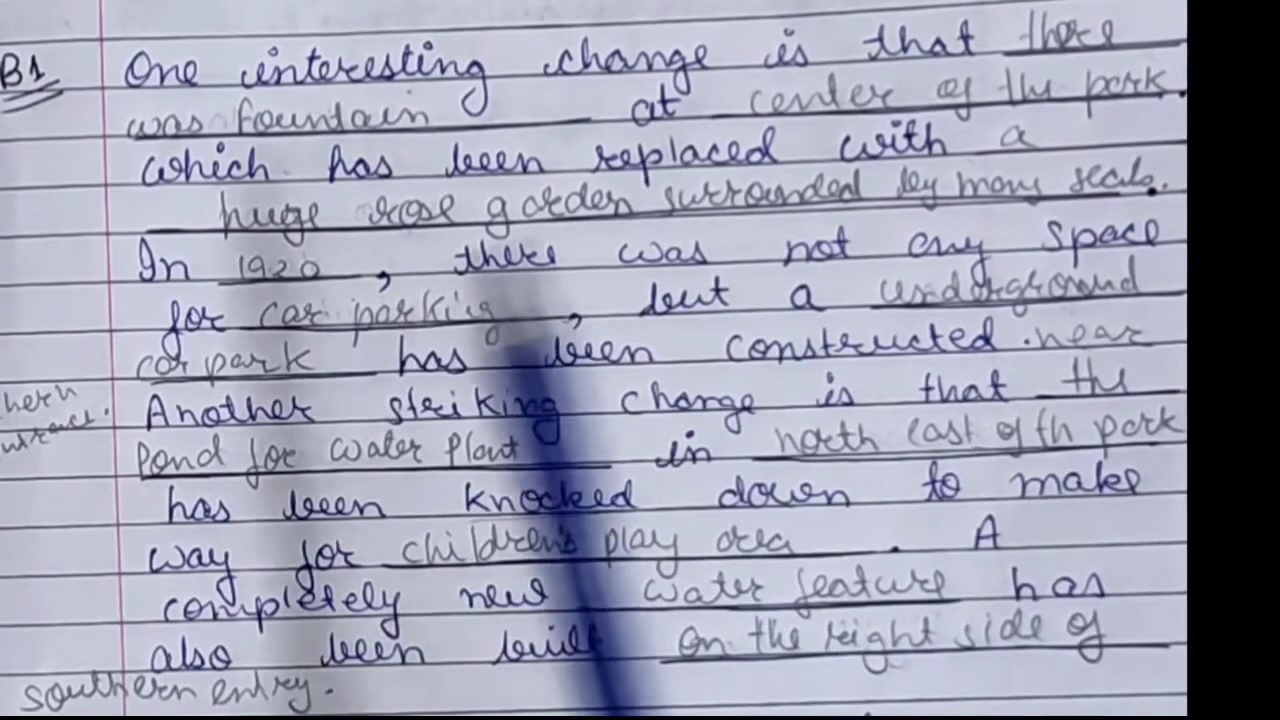 B1 One interesting change is that there
was fountain at center of the park.
which has been replaced with a
huge rose garden surrounded by many seats.
In 1920, there was not any space
for car parking, but a underground
car park has been constructed. near
Another striking change is that the
Pond for water plant in north east of th park
has been knocked down to make
way for children's play area. A
completely new water feature has
also been built on the right side of
southern entry.